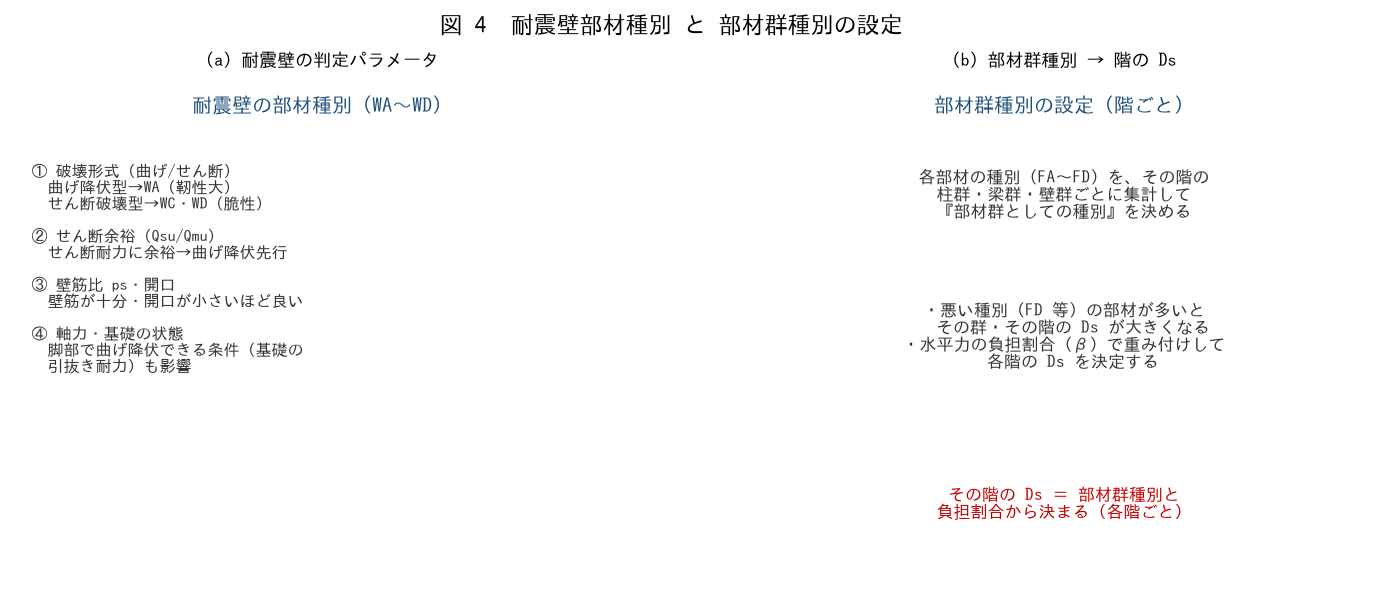 図 4　耐震壁部材種別 と 部材群種別の設定
(a) 耐震壁の判定パラメータ
耐震壁の部材種別（WA～WD）
① 破壊形式（曲げ/せん断）
曲げ降伏型→WA（靭性大）
せん断破壊型→WC・WD（脆性）
② せん断余裕（Qsu/Qmu）
せん断耐力に余裕→曲げ降伏先行
③ 壁筋比 ps・開口
壁筋が十分・開口が小さいほど良い
④ 軸力・基礎の状態
脚部で曲げ降伏できる条件（基礎の
引抜き耐力）も影響
(b) 部材群種別 → 階の Ds
部材群種別の設定（階ごと）
各部材の種別（FA～FD）を、その階の
柱群・梁群・壁群ごとに集計して
『部材群としての種別』を決める
・悪い種別（FD 等）の部材が多いと
その群・その階の Ds が大きくなる
・水平力の負担割合（β）で重み付けして
各階の Ds を決定する
その階の Ds ＝ 部材群種別と
負担割合から決まる（各階ごと）